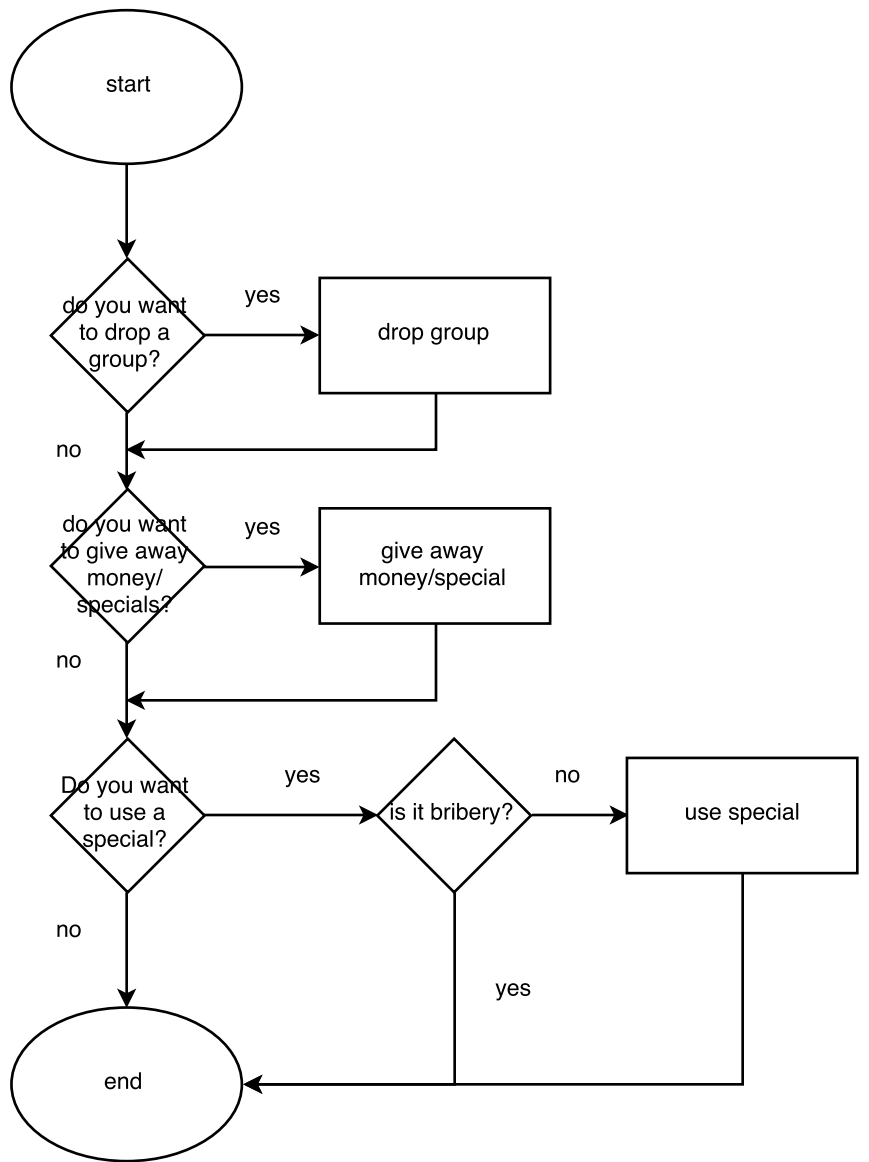 start
do you want
to drop a
group?
yes
drop group
no
do you want
to give away
money/
specials?
yes
give away
money/special
no
Do you want
to use a
special?
yes
is it bribery?
no
use special
no
yes
end